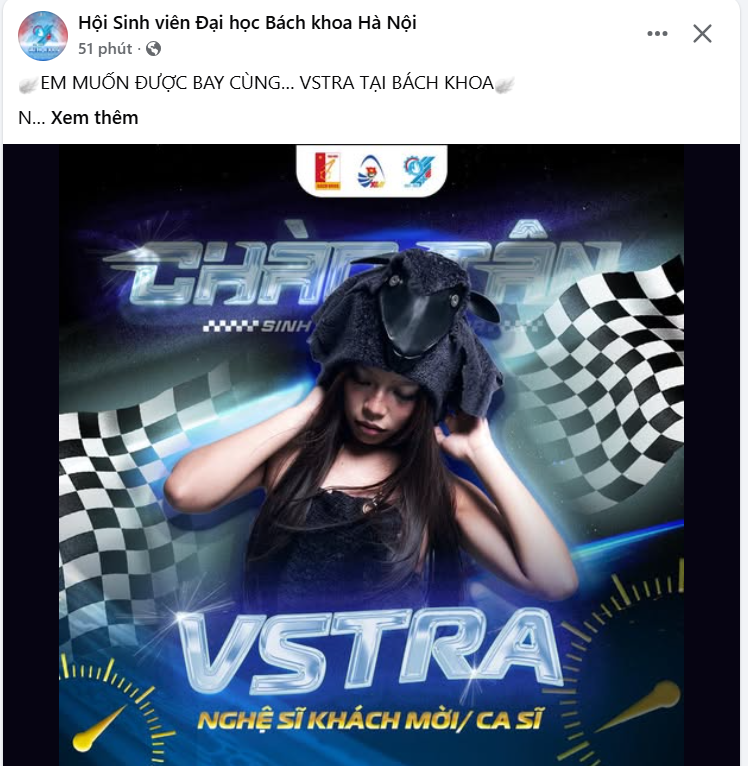 Hội Sinh viên Đại học Bách khoa Hà Nội
51 phút ·
EM MUỐN ĐƯỢC BAY CÙNG... VSTRA TẠI BÁCH KHOA
N... Xem thêm
CHÀO TÂN
SINH
VSTRA
NGHỆ SĨ KHÁCH MỜI/ CA SĨ